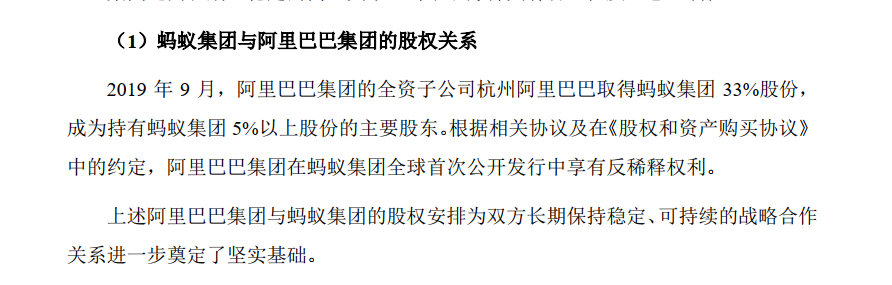 （1）蚂蚁集团与阿里巴巴集团的股权关系
2019 年 9 月，阿里巴巴集团的全资子公司杭州阿里巴巴取得蚂蚁集团 33%股份，
成为持有蚂蚁集团 5%以上股份的主要股东。根据相关协议及在《股权和资产购买协议》
中的约定，阿里巴巴集团在蚂蚁集团全球首次公开发行中享有反稀释权利。
上述阿里巴巴集团与蚂蚁集团的股权安排为双方长期保持稳定、可持续的战略合作
关系进一步奠定了坚实基础。